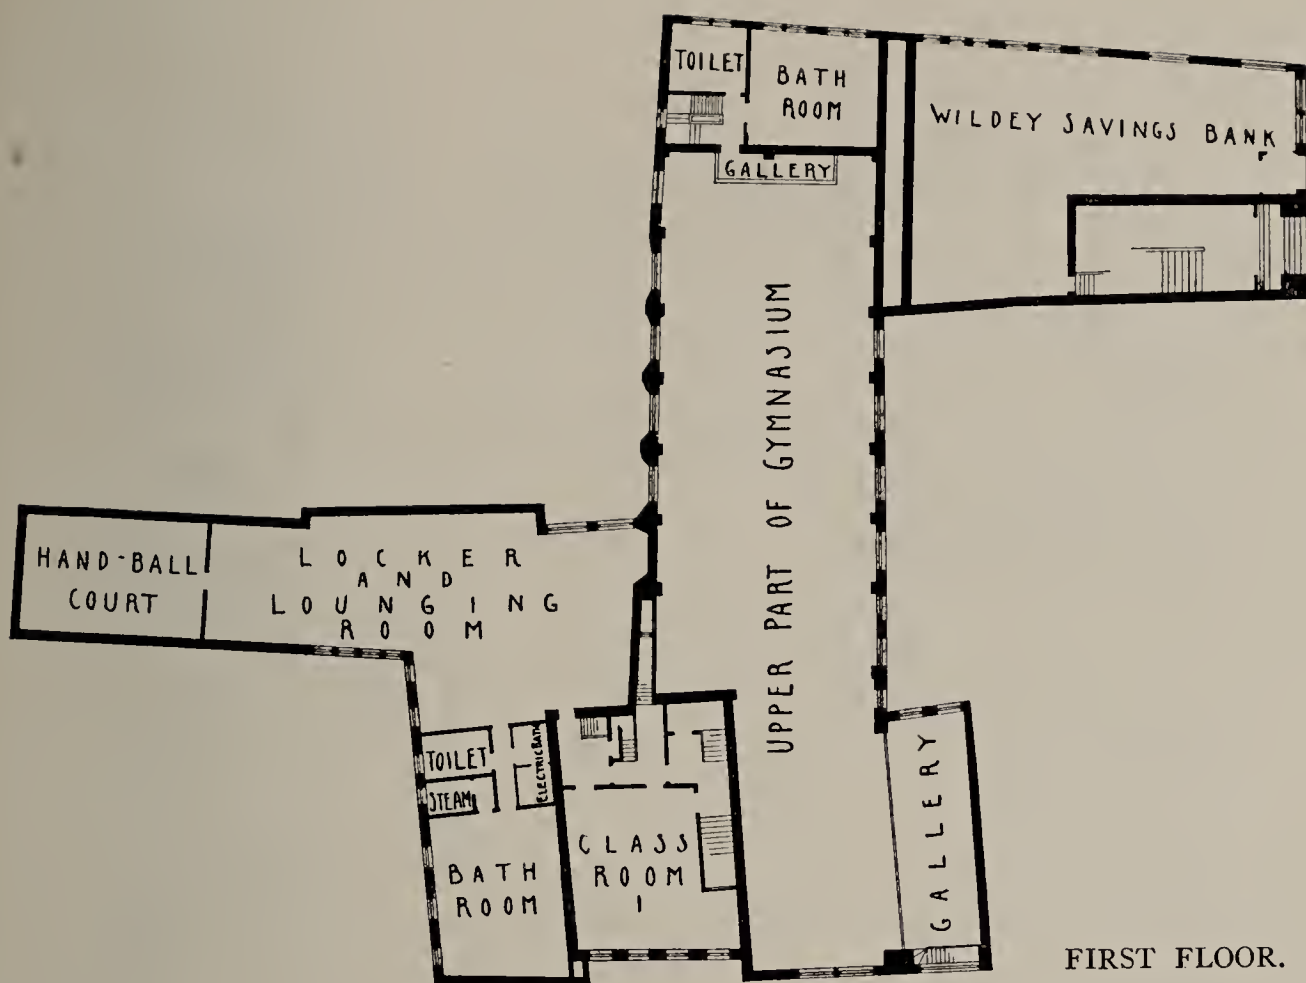 TOILET
BATH
ROOM
WILDEY SAVINGS BANK
GALLERY
UPPER PART OF GYMNASIUM
HAND-BALL
COURT
LOCKER
AND
LOUNGING
ROOM
TOILET
ELECTRIC BATH
STEAM
BATH
ROOM
CLASS
ROOM
1
GALLERY
FIRST FLOOR.